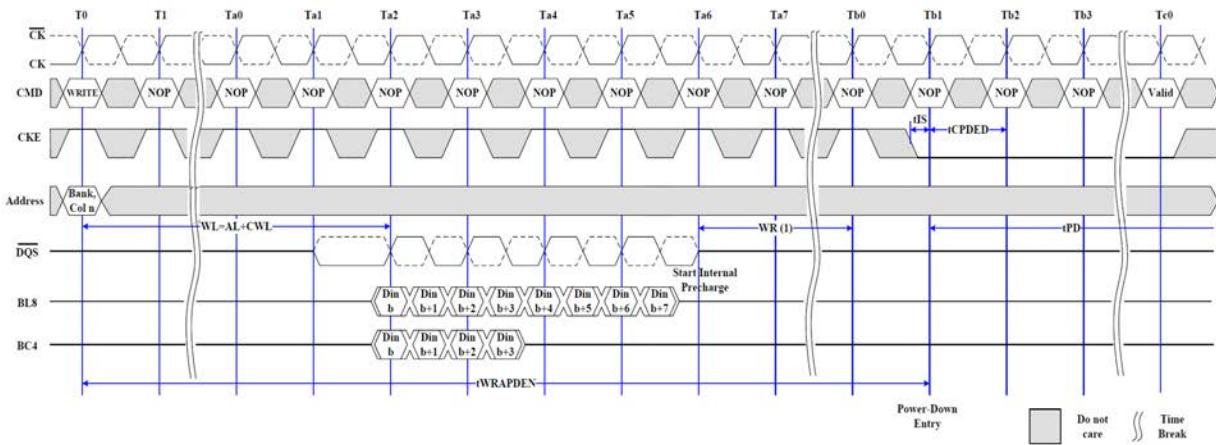 T0 T1 Ta0 Ta1 Ta2 Ta3 Ta4 Ta5 Ta6 Ta7 Tb0 Tb1 Tb2 Tb3 Tc0
CK
CK
CMD WRITE NOP NOP NOP NOP NOP NOP NOP NOP NOP NOP NOP NOP NOP Valid
tIS
CKE tCPDED
Address Bank,
Col n
WL=AL+CWL WR (1) tPD
DQS
Start Internal
Precharge
BL8 Din Din Din Din Din Din Din Din
b b+1 b+2 b+3 b+4 b+5 b+6 b+7
BC4 Din Din Din Din
b b+1 b+2 b+3
tWRAPDEN
Power-Down
Entry
Do not
care
Time
Break